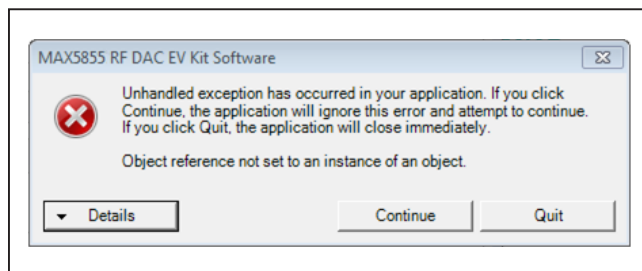 MAX5855 RF DAC EV Kit Software
Unhandled exception has occurred in your application. If you click
Continue, the application will ignore this error and attempt to continue.
If you click Quit, the application will close immediately.
Object reference not set to an instance of an object.
Details
Continue
Quit